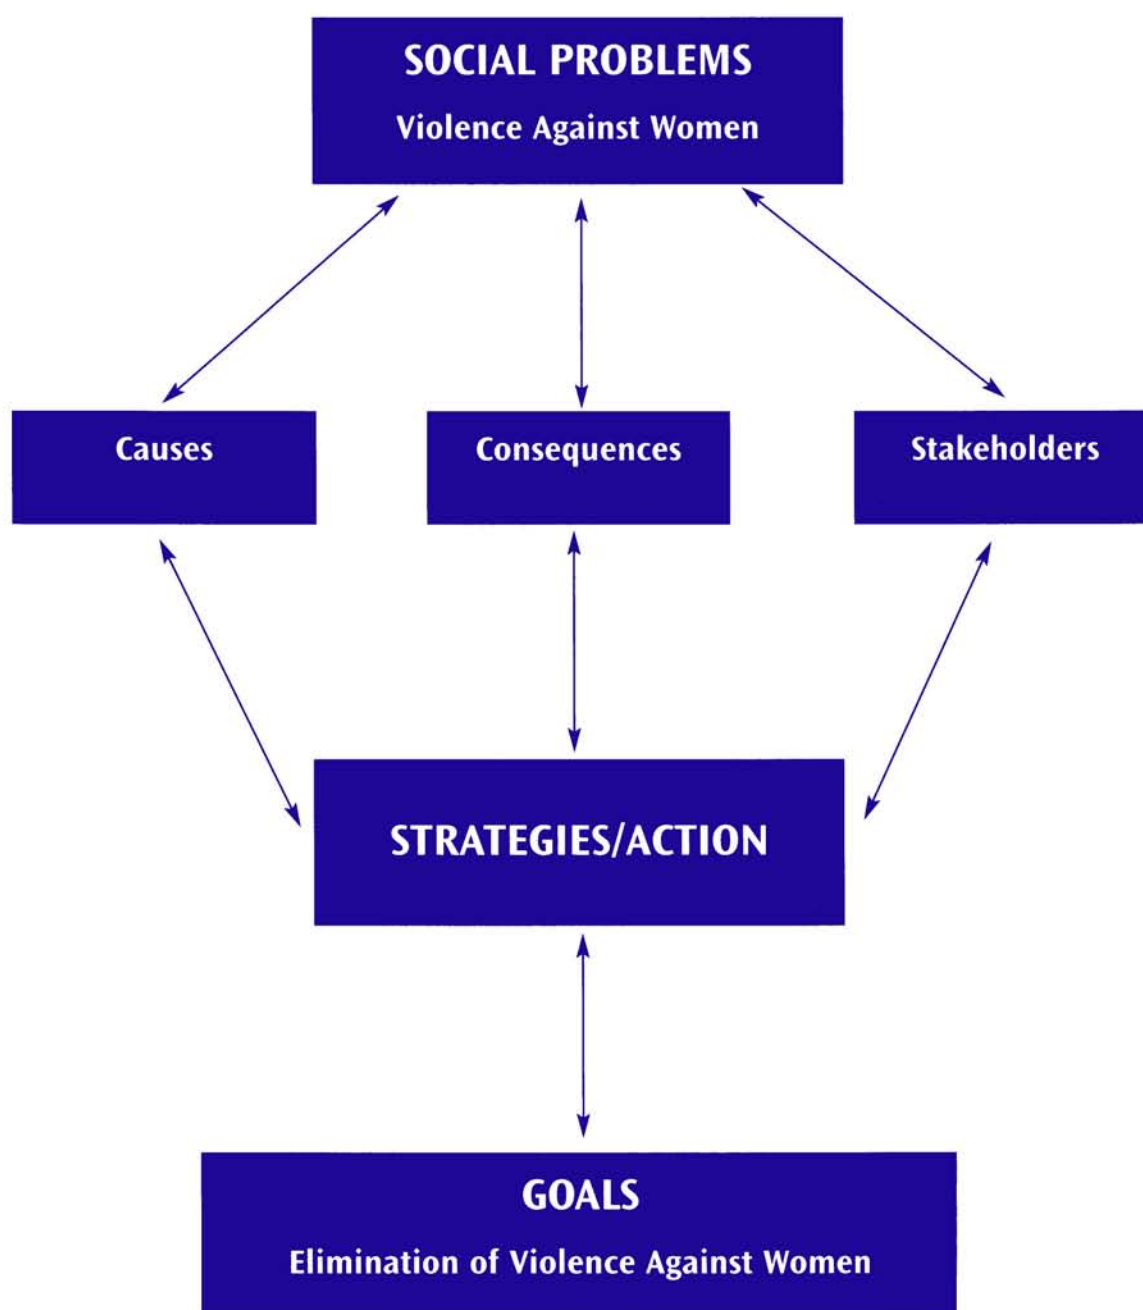 SOCIAL PROBLEMS
Violence Against Women
Causes
Consequences
Stakeholders
STRATEGIES/ACTION
GOALS
Elimination of Violence Against Women